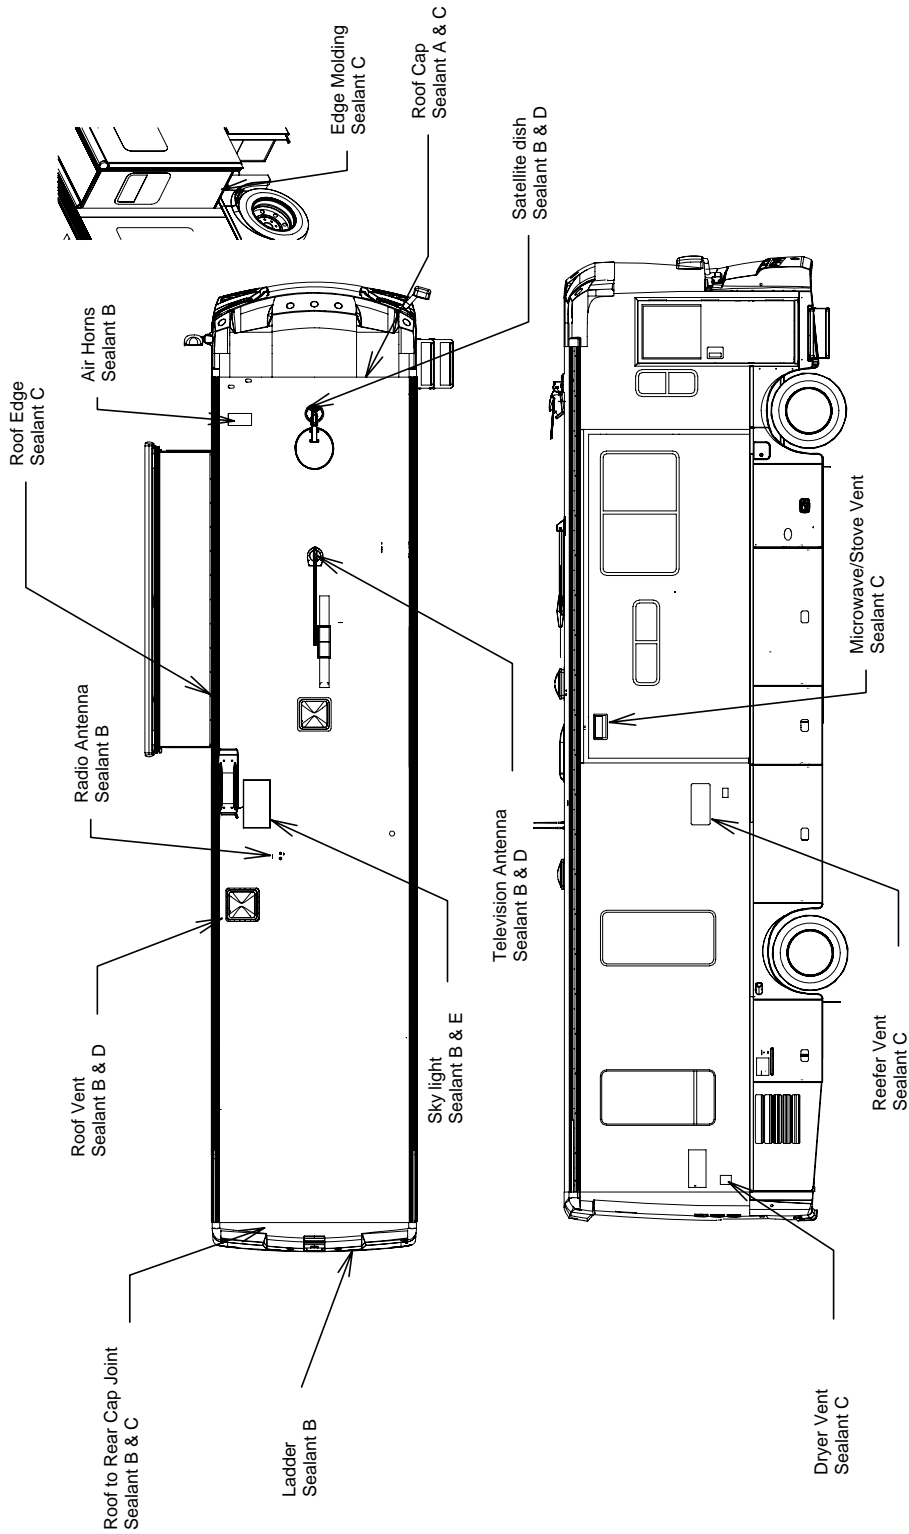 Roof to Rear Cap Joint
Sealant B & C
Roof Vent
Sealant B & D
Radio Antenna
Sealant B
Roof Edge
Sealant C
Air Horns
Sealant B
Edge Molding
Sealant C
Roof Cap
Sealant A & C
Satellite dish
Sealant B & D
Ladder
Sealant B
Sky light
Sealant B & E
Television Antenna
Sealant B & D
Microwave/Stove Vent
Sealant C
Reefer Vent
Sealant C
Dryer Vent
Sealant C